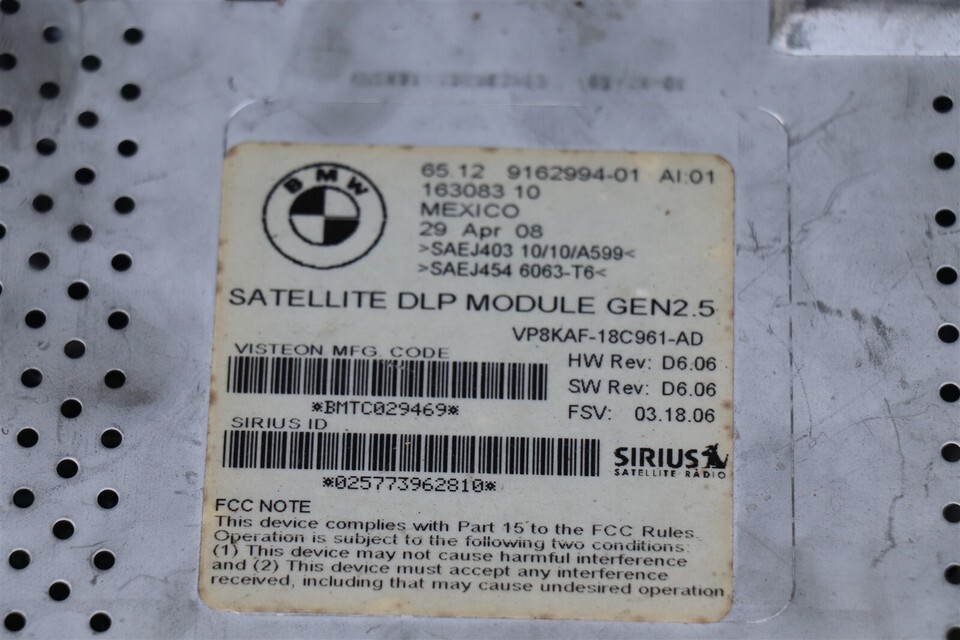 BMW
65.12 9162994-01 AI:01
163083 10
MEXICO
29 Apr 08
>SAEJ403 10/10/A599<
>SAEJ454 6063-T6<
SATELLITE DLP MODULE GEN2.5
VP8KAF-18C961-AD
VISTEON MFG. CODE
HW Rev: D6.06
SW Rev: D6.06
*BMTC029469*
FSV: 03.18.06
SIRIUS ID
SIRIUS
SATELLITE RADIO
*025773962810*
FCC NOTE
This device complies with Part 15 to the FCC Rules.
Operation is subject to the following two conditions:
(1) This device may not cause harmful interference
and (2) This device must accept any interference
received, including that may cause undesired operation